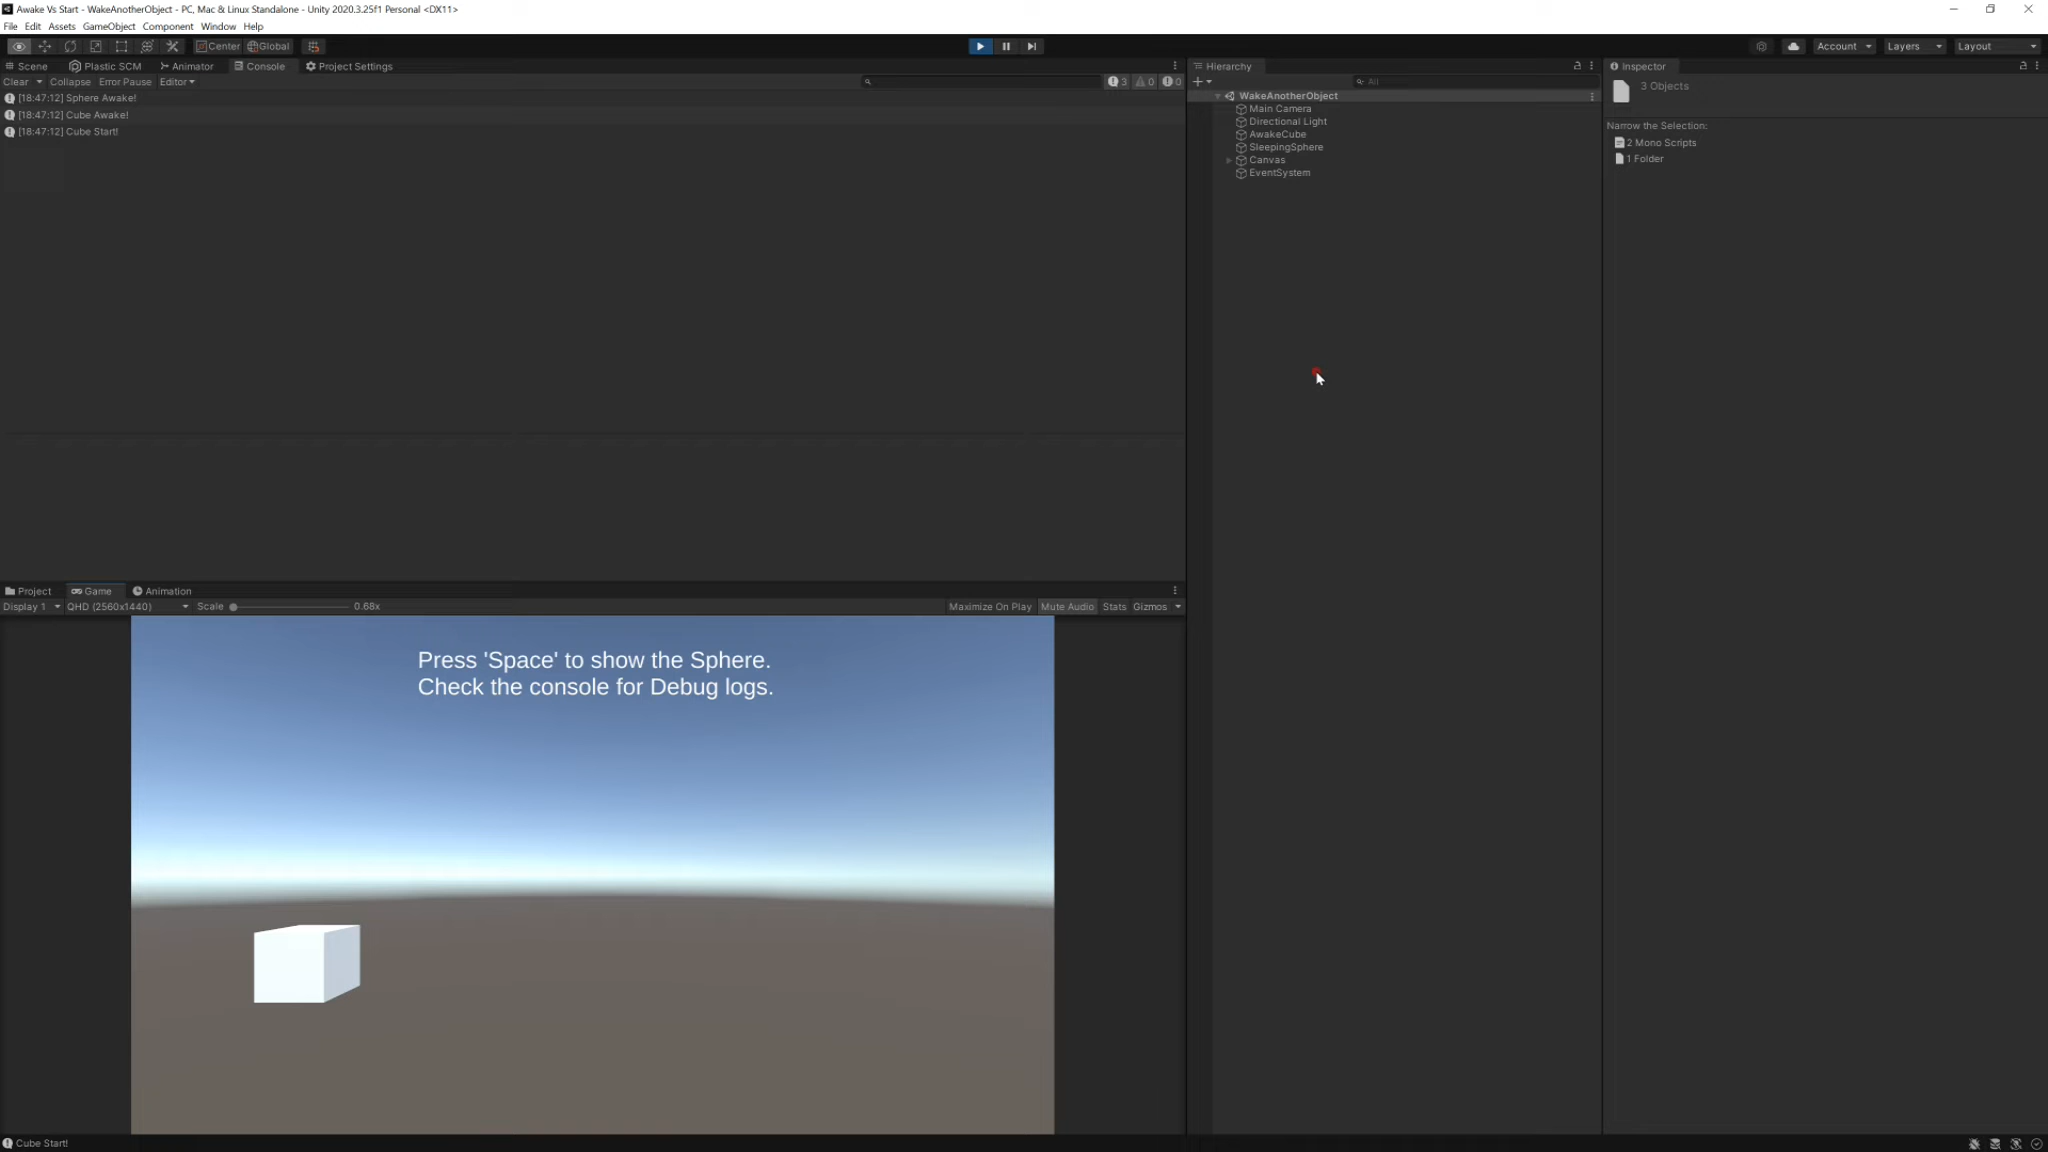 Awake Vs Start - WakeAnotherObject - PC, Mac & Linux Standalone - Unity 2020.3.25f1 Personal <DX11>
File Edit Assets GameObject Component Window Help
Center Global Account Layers Layout
Scene Plastic SCM Animator Console Project Settings
Clear Collapse Error Pause Editor 3 0 0
[18:47:12] Sphere Awake!
[18:47:12] Cube Awake!
[18:47:12] Cube Start!
Hierarchy
All
WakeAnotherObject
Main Camera
Directional Light
AwakeCube
SleepingSphere
Canvas
EventSystem
Inspector
3 Objects
Narrow the Selection:
2 Mono Scripts
1 Folder
Project Game Animation
Display 1 QHD (2560x1440) Scale 0.68x Maximize On Play Mute Audio Stats Gizmos
Press 'Space' to show the Sphere.
Check the console for Debug logs.
Cube Start!